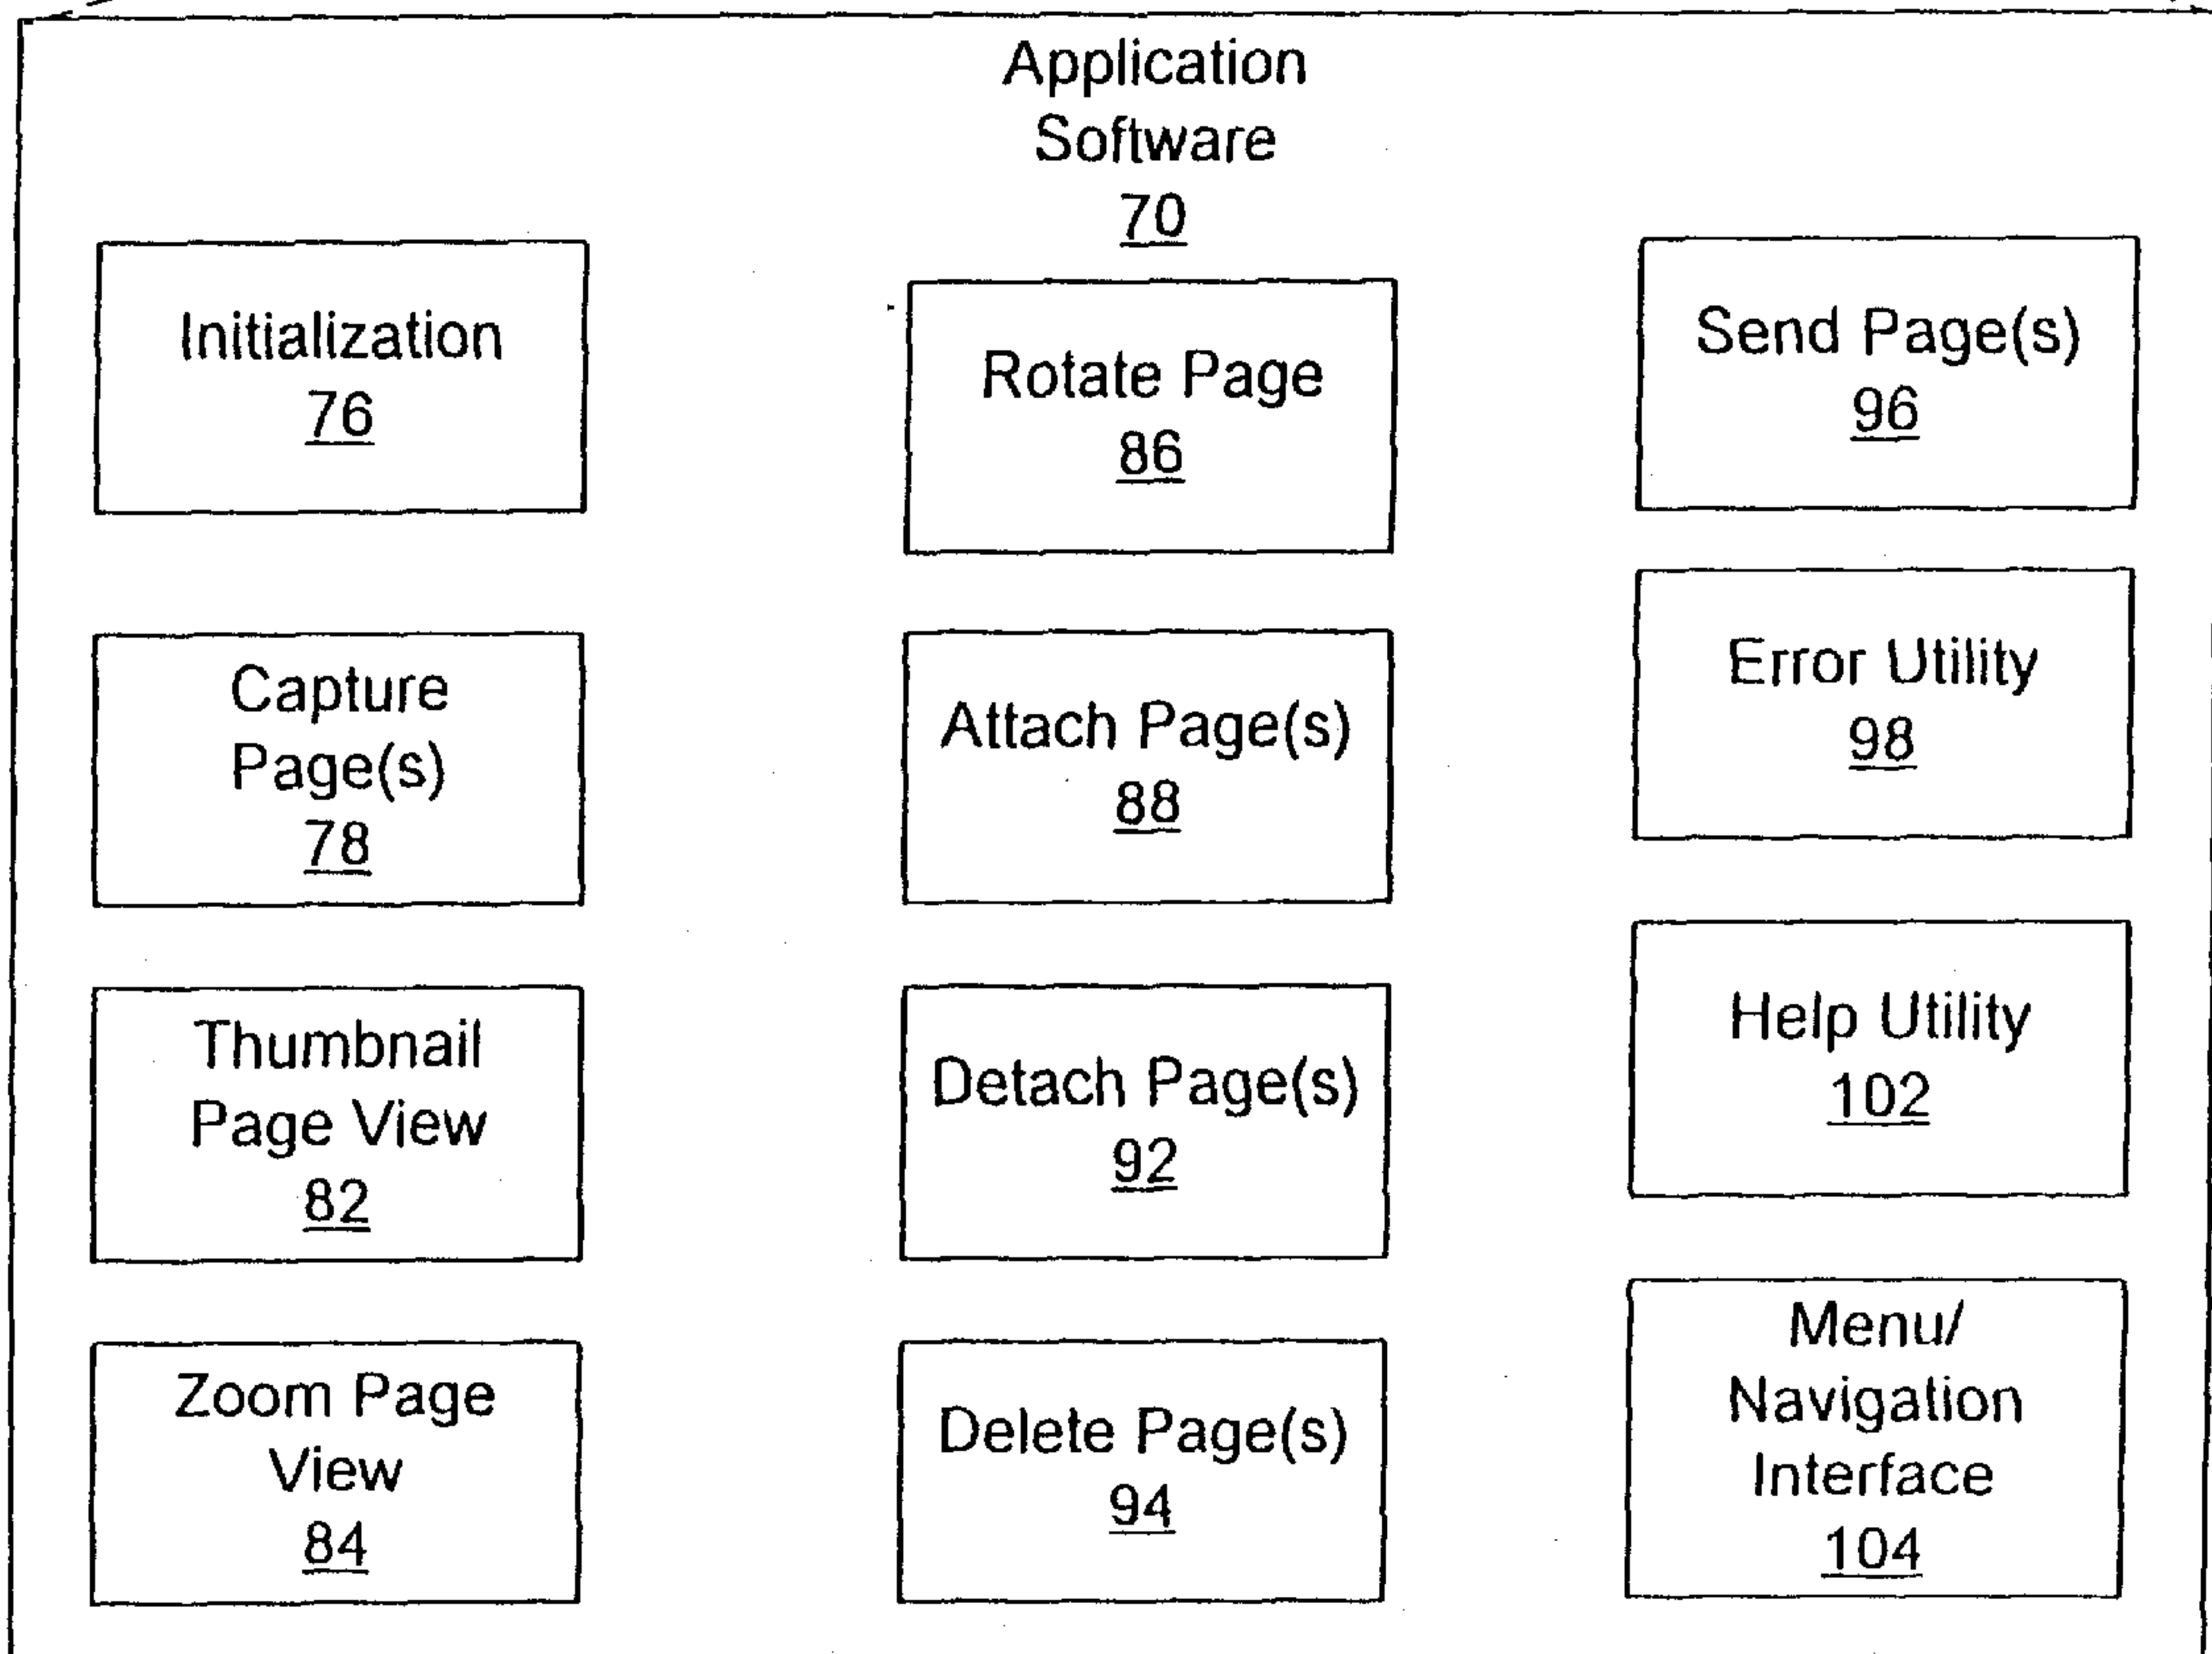 Application
Software
70
Initialization
76
Capture
Page(s)
78
Thumbnail
Page View
82
Zoom Page
View
84
Rotate Page
86
Attach Page(s)
88
Detach Page(s)
92
Delete Page(s)
94
Send Page(s)
96
Error Utility
98
Help Utility
102
Menu/
Navigation
Interface
104